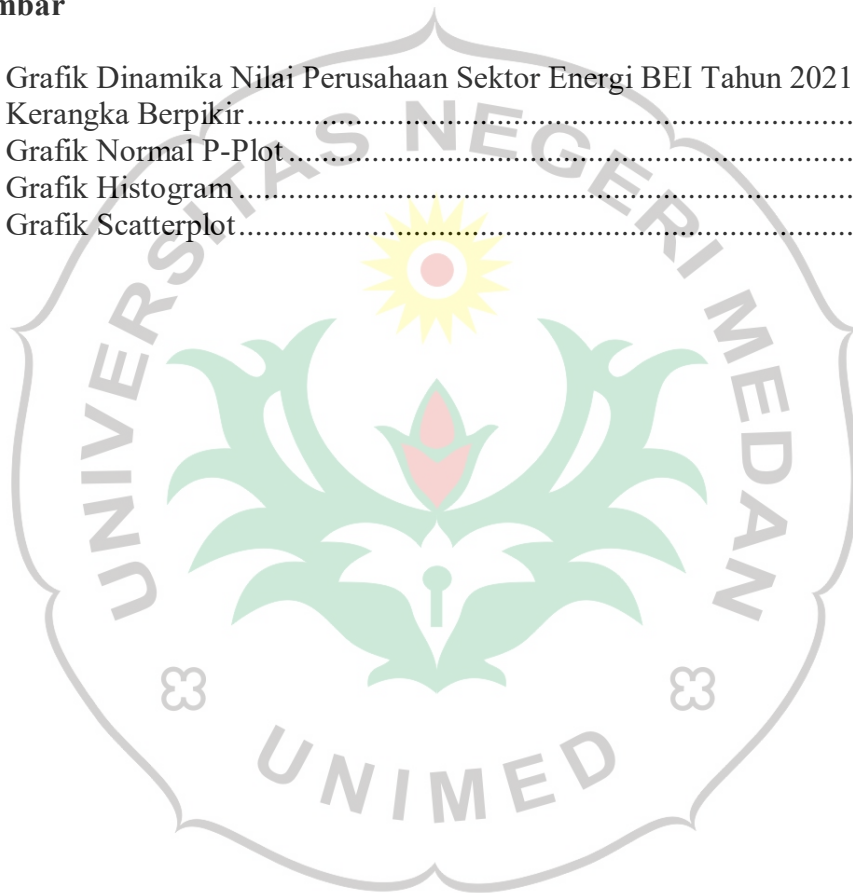 mbar
Grafik Dinamika Nilai Perusahaan Sektor Energi BEI Tahun 2021
Kerangka Berpikir..........................................................................
Grafik Normal P-Plot.....................................................................
Grafik Histogram...........................................................................
Grafik Scatterplot...........................................................................
UNIVERSITAS NEGERI MEDAN
UNIMED